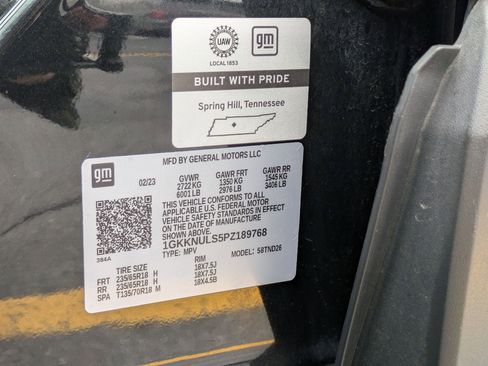 UAW
LOCAL 1853
gm
BUILT WITH PRIDE
Spring Hill, Tennessee
gm
MFD BY GENERAL MOTORS LLC
02/23
GVWR GAWR FRT GAWR RR
2722 KG 1350 KG 1545 KG
6001 LB 2976 LB 3406 LB
THIS VEHICLE CONFORMS TO ALL
APPLICABLE U.S. FEDERAL MOTOR
VEHICLE SAFETY STANDARDS IN
EFFECT ON THE DATE OF
MANUFACTURE SHOWN ABOVE.
1GKKNULS5PZ189768
TYPE: MPV MODEL: 58TND26
384A
TIRE SIZE RIM
FRT 235/65R18 H 18X7.5J
RR 235/65R18 H 18X7.5J
SPA T135/70R18 M 18X4.5B